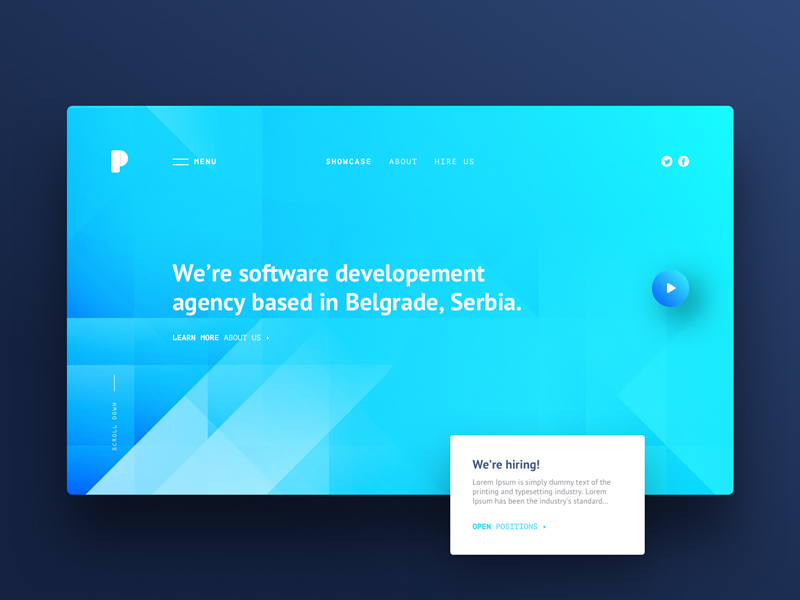 P
MENU
SHOWCASE ABOUT HIRE US
We're software developement
agency based in Belgrade, Serbia.
LEARN MORE ABOUT US
SCROLL DOWN
We're hiring!
Lorem Ipsum is simply dummy text of the
printing and typesetting industry. Lorem
Ipsum has been the industry's standard...
OPEN POSITIONS